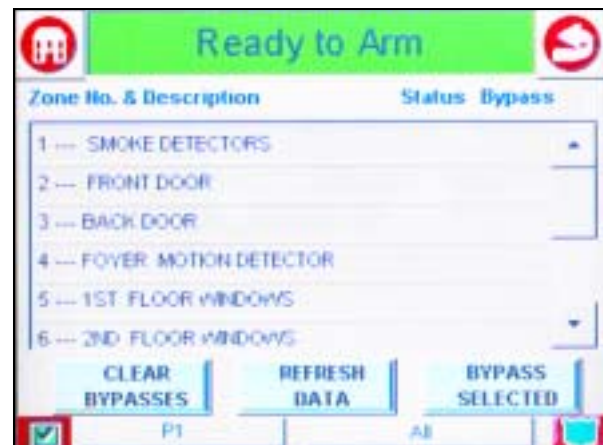 Ready to Arm
Zone No. & Description Status Bypass
1 --- SMOKE DETECTORS
2 --- FRONT DOOR
3 --- BACK DOOR
4 --- FOYER MOTION DETECTOR
5 --- 1ST FLOOR WINDOWS
6 --- 2ND FLOOR WINDOWS
CLEAR BYPASSES
REFRESH DATA
BYPASS SELECTED
P1 All